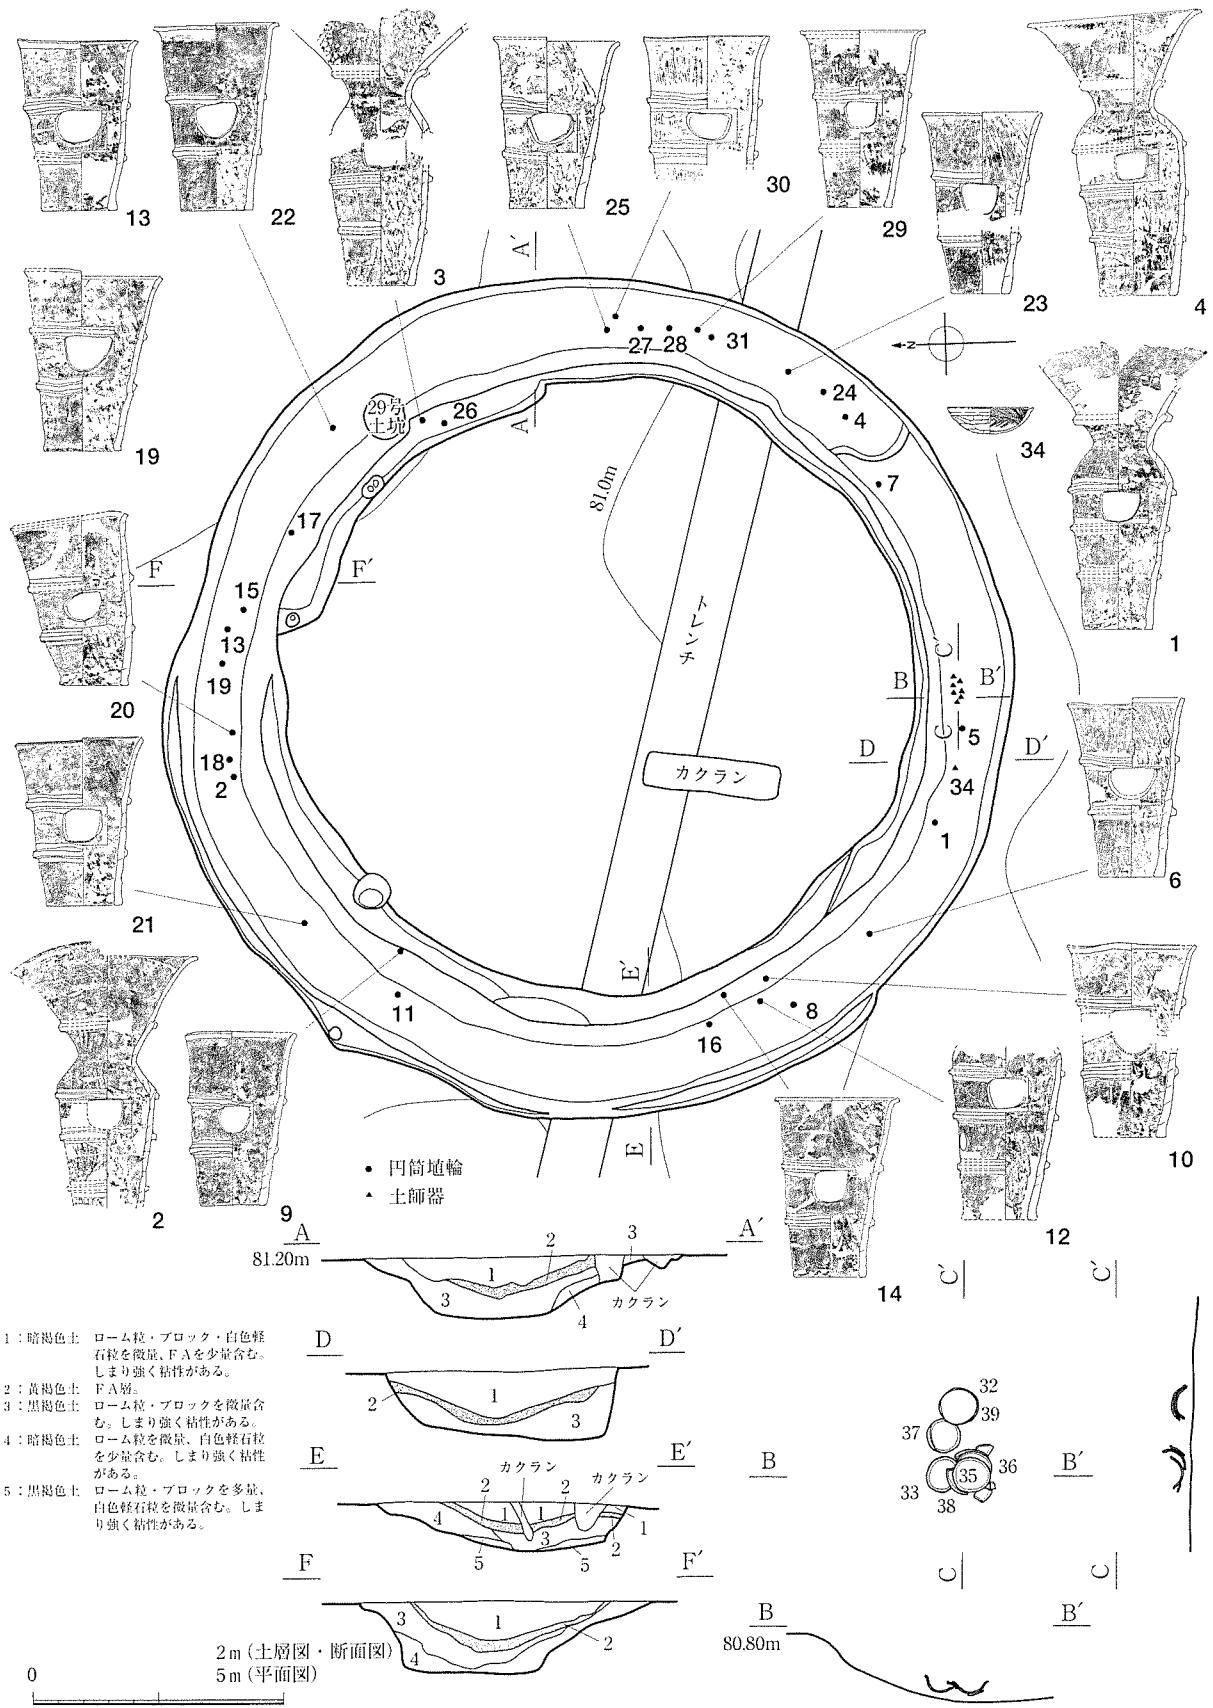 13
22
3
25
30
29
23
4
19
A′
27
28
31
24
4
N
34
29号
土坑
26
A
7
81.0m
1
17
F
F′
20
15
13
19
トレンチ
C′
B
B′
18
2
C
5
D
D′
カクラン
34
1
6
21
E′
11
8
16
10
12
2
9
14
E
● 円筒埴輪
▲ 土師器
A
A′
81.20m
2
3
1
3
4
カクラン
1：暗褐色土 ローム粒・ブロック・白色軽
石粒を微量、FAを少量含む。
しまり強く粘性がある。
2：黄褐色土 FA層。
3：黒褐色土 ローム粒・ブロックを微量含
む。しまり強く粘性がある。
4：暗褐色土 ローム粒を微量、白色軽石粒
を少量含む。しまり強く粘性
がある。
5：黒褐色土 ローム粒・ブロックを多量、
白色軽石粒を微量含む。しま
り強く粘性がある。
D
D′
1
2
3
E
E′
カクラン
カクラン
2
1
1
2
4
3
1
5
5
2
F
F′
3
1
2
4
C′
C′
32
39
37
36
35
33
38
B
B′
C
C
B
B′
80.80m
0
2m(土層図・断面図)
5m(平面図)